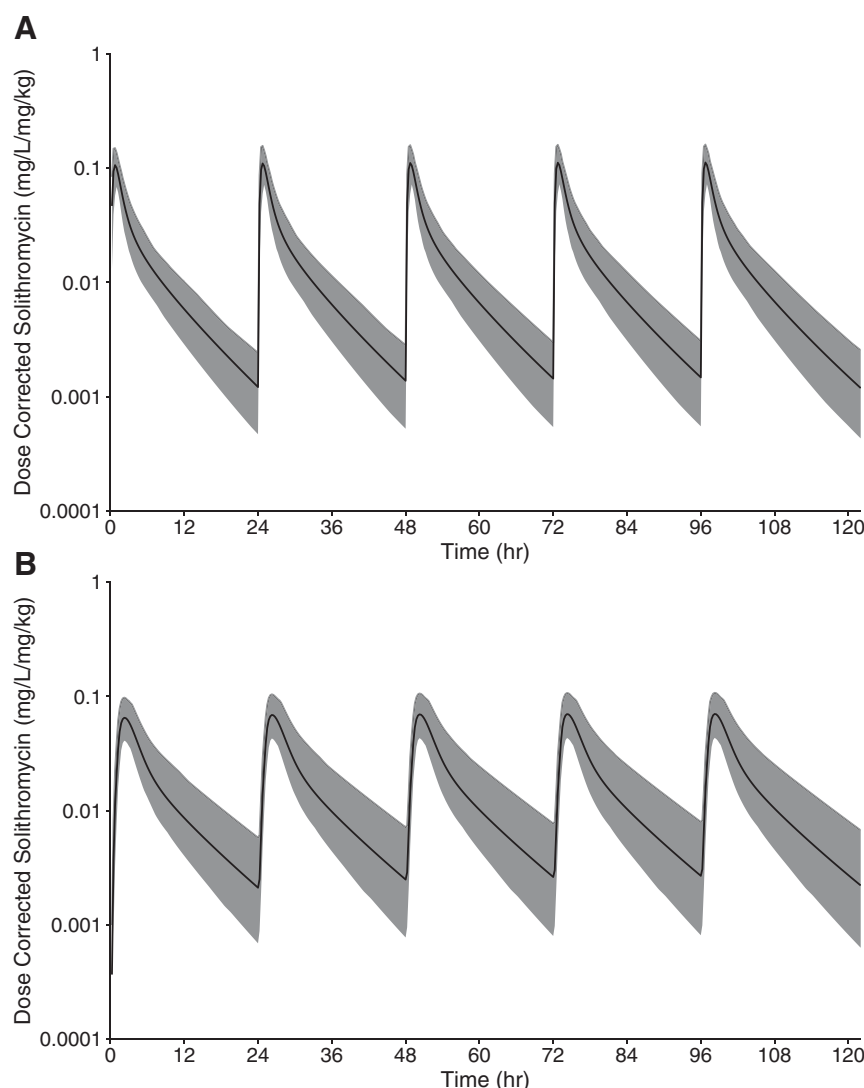 A
Dose Corrected Solithromycin (mg/L/mg/kg)
1
0.1
0.01
0.001
0.0001
0 12 24 36 48 60 72 84 96 108 120
Time (hr)
B
Dose Corrected Solithromycin (mg/L/mg/kg)
1
0.1
0.01
0.001
0.0001
0 12 24 36 48 60 72 84 96 108 120
Time (hr)